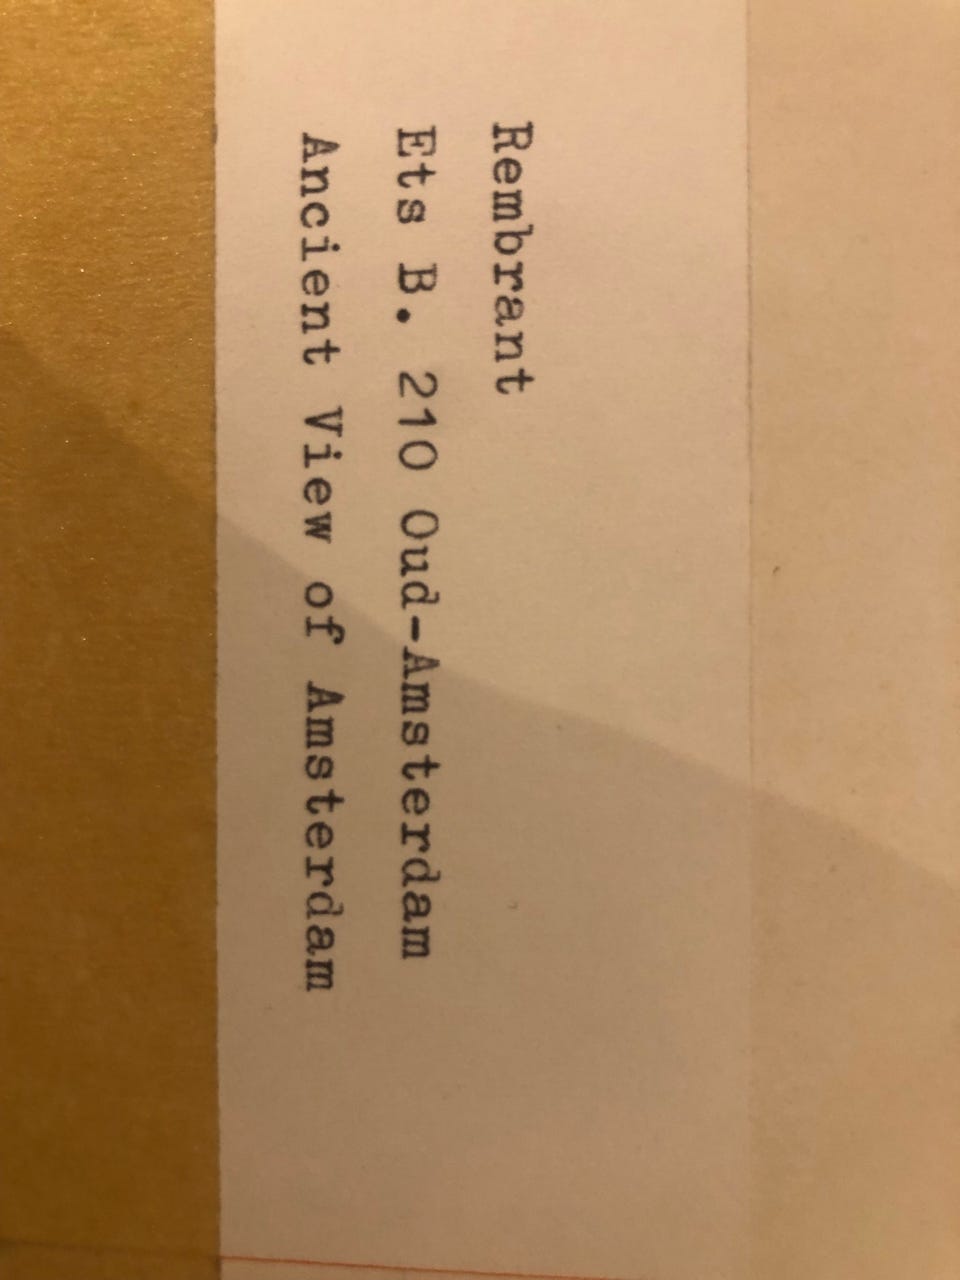 Rembrant
Ets B. 210 Oud-Amsterdam
Ancient View of Amsterdam